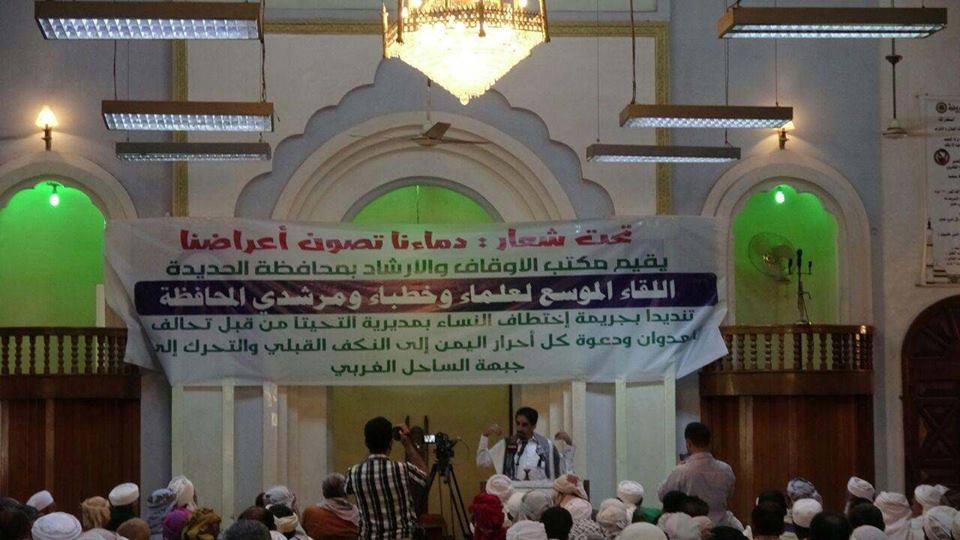 تحت شعار : دماءنا تصون أعراضنا
يقيم مكتب الاوقاف والارشاد بمحافظة الحديدة
اللقاء الموسع لعلماء وخطباء ومرشدي المحافظة
تنديدا بجريمة إختطاف النساء بمديرية التحيتا من قبل تحالف
العدوان ودعوة كل أحرار اليمن إلى النكف القبلي والتحرك إلى
جبهة الساحل الغربي